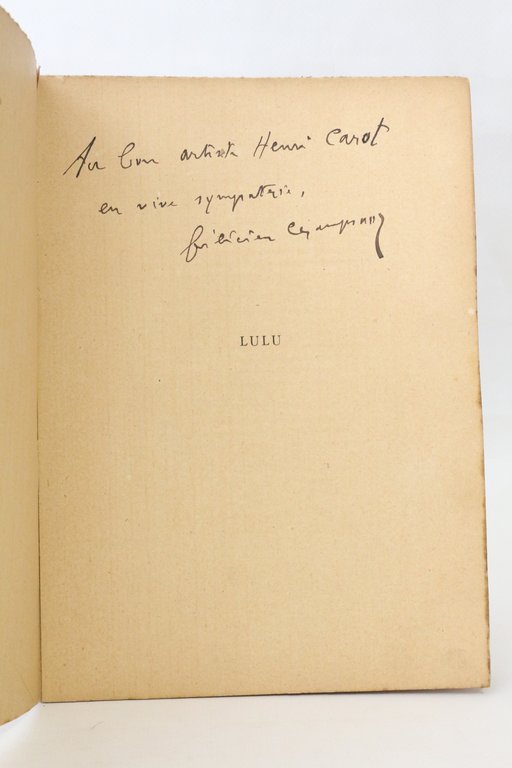 Au bon artiste Henri Carot
en vive sympathie,
Félicien Champsaur
LULU